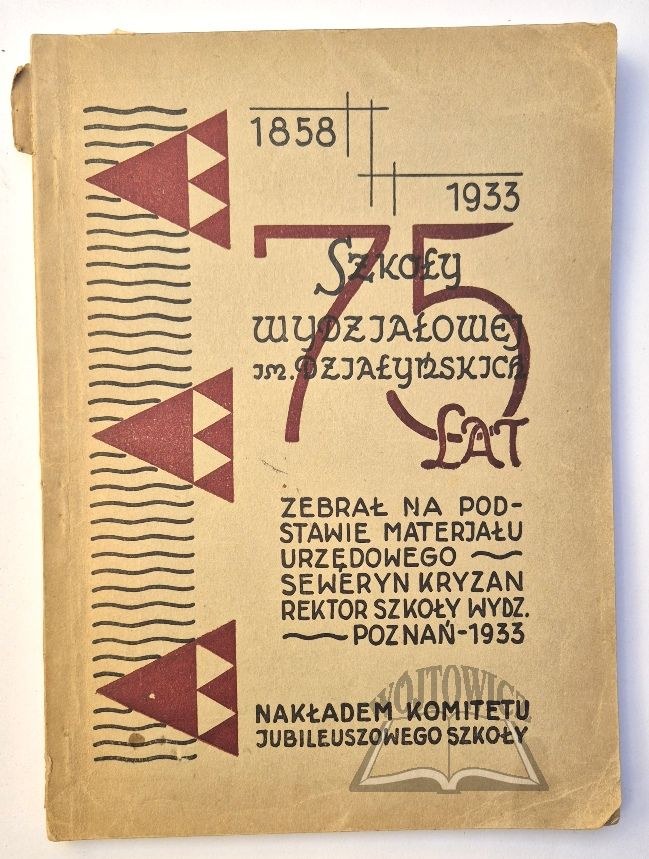 1858
1933
75
Szkoły
WYDZIAŁOWEJ
IM. DZIAŁYŃSKICH
LAT
ZEBRAŁ NA POD-
STAWIE MATERJAŁU
URZĘDOWEGO
SEWERYN KRYZAN
REKTOR SZKOŁY WYDZ.
POZNAŃ-1933
NAKŁADEM KOMITETU
JUBILEUSZOWEGO SZKOŁY
WÓJTOWICZ